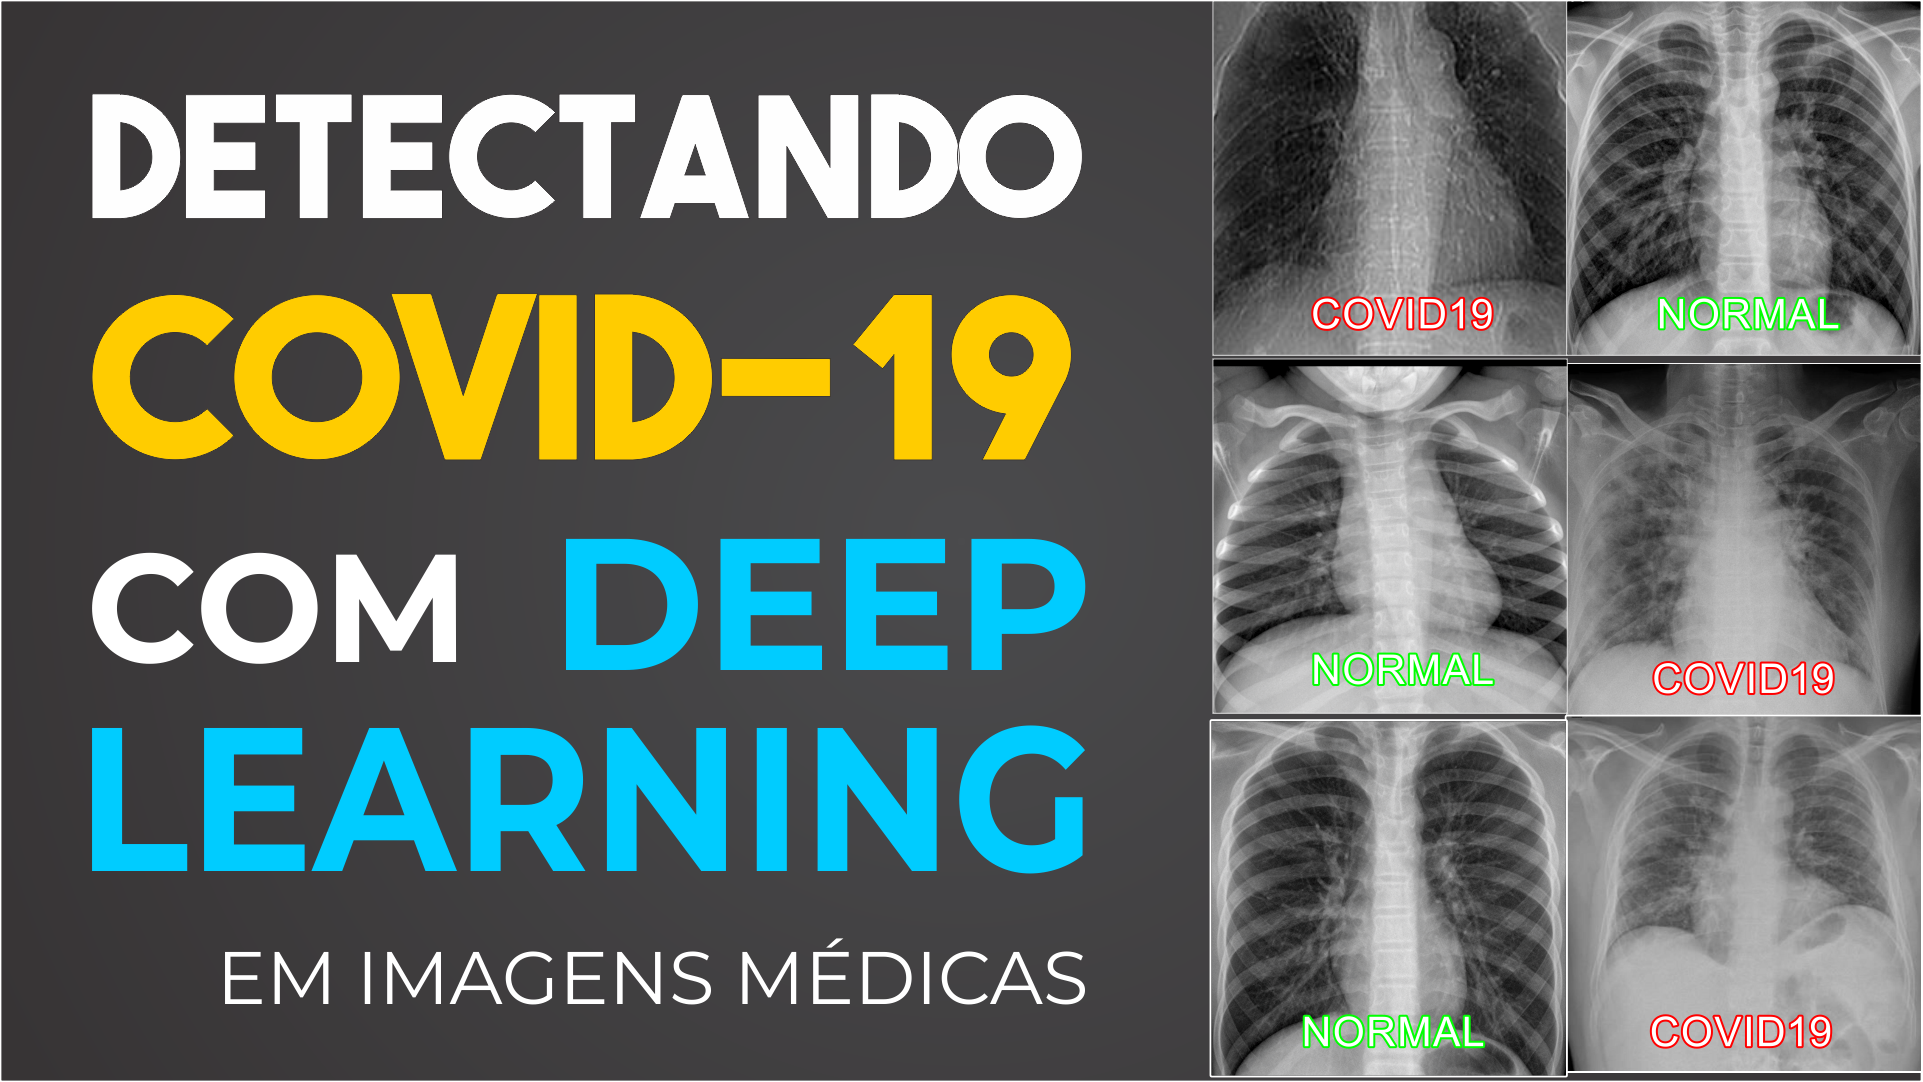 DETECTANDO
COVID-19
COM DEEP
LEARNING
EM IMAGENS MÉDICAS
COVID19
NORMAL
NORMAL
COVID19
NORMAL
COVID19